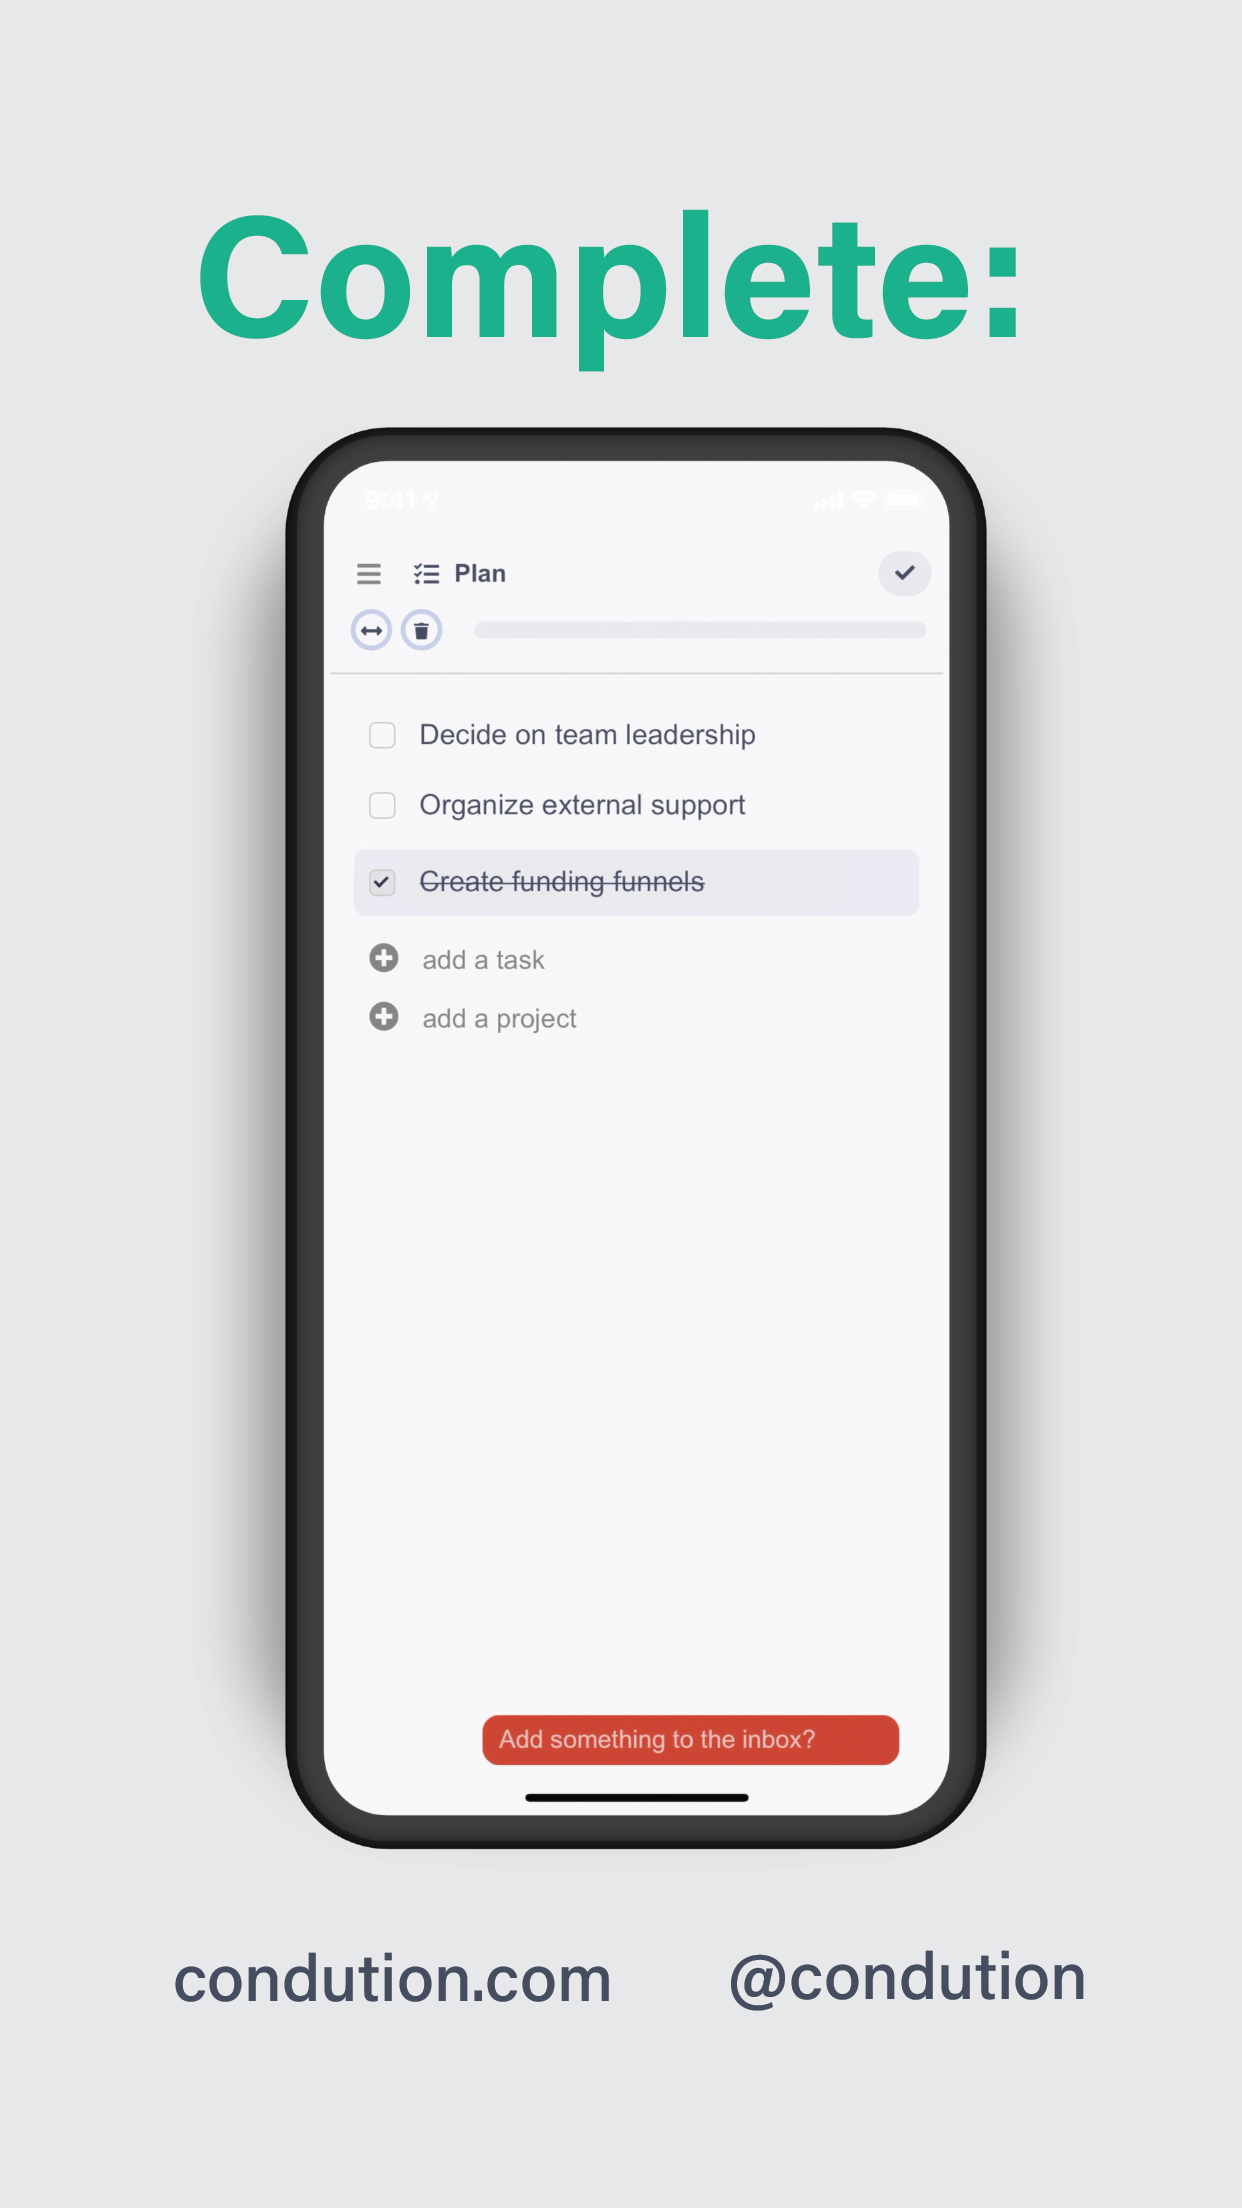 Complete:
9:41
Plan
Decide on team leadership
Organize external support
Create funding funnels
add a task
add a project
Add something to the inbox?
condution.com
@condution